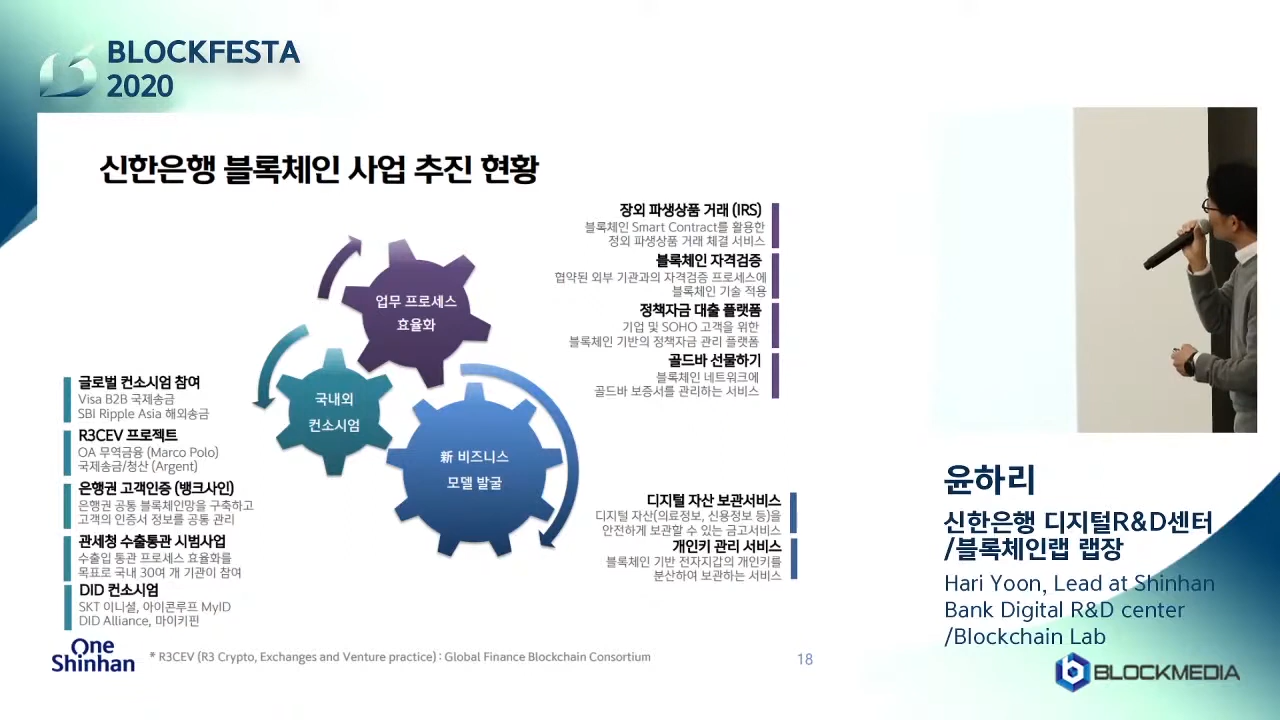 BLOCKFESTA
2020
신한은행 블록체인 사업 추진 현황
장외 파생상품 거래 (IRS)
블록체인 Smart Contract를 활용한
정외 파생상품 거래 체결 서비스
블록체인 자격검증
협약된 외부 기관과의 자격검증 프로세스에
블록체인 기술 적용
정책자금 대출 플랫폼
기업 및 SOHO 고객을 위한
블록체인 기반의 정책자금 관리 플랫폼
골드바 선물하기
블록체인 네트워크에
골드바 보증서를 관리하는 서비스
업무 프로세스
효율화
국내외
컨소시엄
新 비즈니스
모델 발굴
글로벌 컨소시엄 참여
Visa B2B 국제송금
SBI Ripple Asia 해외송금
R3CEV 프로젝트
OA 무역금융 (Marco Polo)
국제송금/청산 (Argent)
은행권 고객인증 (뱅크사인)
은행권 공통 블록체인망을 구축하고
고객의 인증서 정보를 공통 관리
관세청 수출통관 시범사업
수출입 통관 프로세스 효율화를
목표로 국내 30여 개 기관이 참여
DID 컨소시엄
SKT 이니셜, 아이콘루프 MyID
DID Alliance, 마이키핀
디지털 자산 보관서비스
디지털 자산(의료정보, 신용정보 등)을
안전하게 보관할 수 있는 금고서비스
개인키 관리 서비스
블록체인 기반 전자지갑의 개인키를
분산하여 보관하는 서비스
One
Shinhan
* R3CEV (R3 Crypto, Exchanges and Venture practice) : Global Finance Blockchain Consortium
18
윤하리
신한은행 디지털R&D센터
/블록체인랩 랩장
Hari Yoon, Lead at Shinhan
Bank Digital R&D center
/Blockchain Lab
BLOCKMEDIA